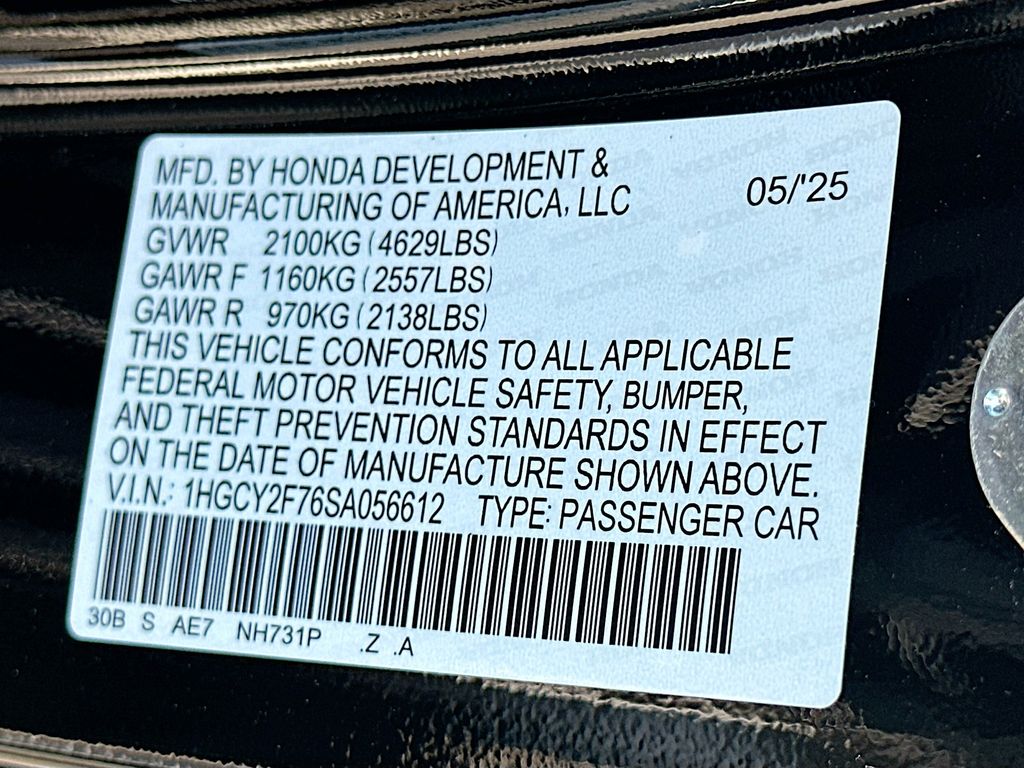 MFD. BY HONDA DEVELOPMENT &
MANUFACTURING OF AMERICA, LLC
05/'25
GVWR 2100KG (4629LBS)
GAWR F 1160KG (2557LBS)
GAWR R 970KG (2138LBS)
THIS VEHICLE CONFORMS TO ALL APPLICABLE
FEDERAL MOTOR VEHICLE SAFETY, BUMPER,
AND THEFT PREVENTION STANDARDS IN EFFECT
ON THE DATE OF MANUFACTURE SHOWN ABOVE.
V.I.N.: 1HGCY2F76SA056612 TYPE: PASSENGER CAR
30B S AE7 NH731P .Z .A